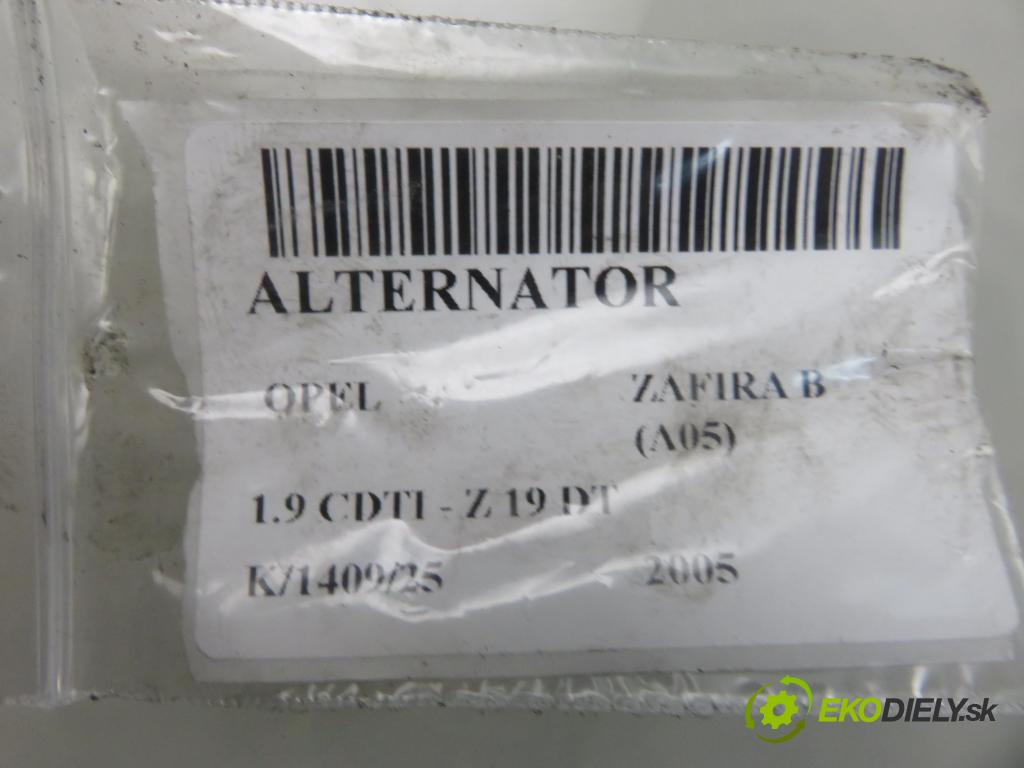 ALTERNATOR
OPEL ZAFIRA B
(A05)
1.9 CDTI - Z 19 DT
K/1409/25 2005
EKODIELY.sk